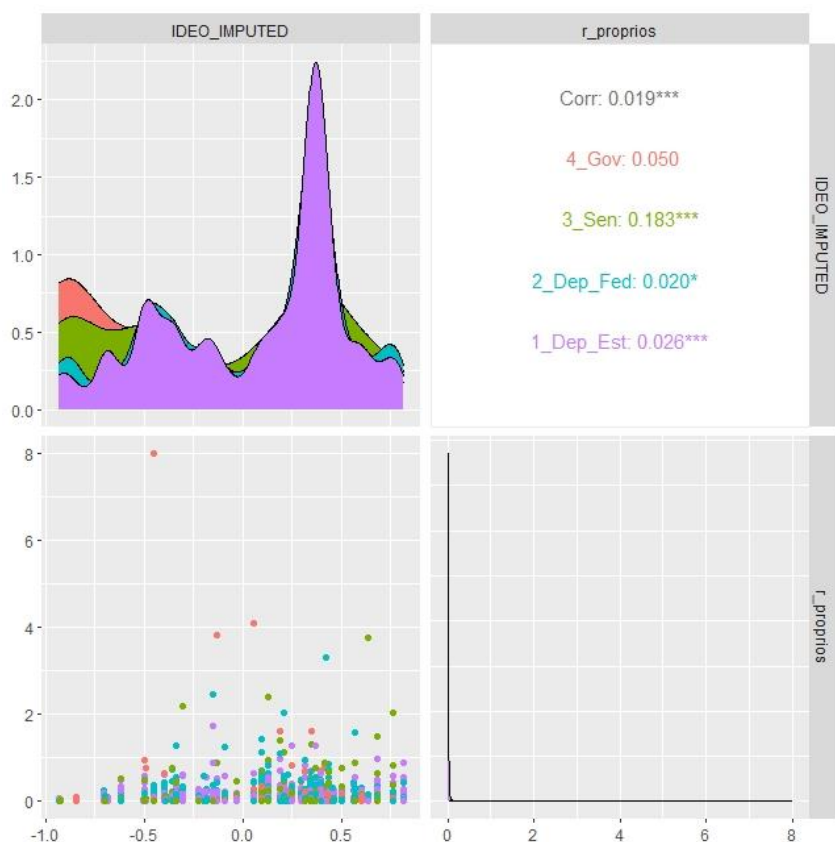 IDEO_IMPUTED
r_proprios
2.0
1.5
1.0
0.5
0.0
Corr: 0.019***
4_Gov: 0.050
3_Sen: 0.183***
2_Dep_Fed: 0.020*
1_Dep_Est: 0.026***
IDEO_IMPUTED
8
6
4
2
0
r_proprios
-1.0 -0.5 0.0 0.5
0 2 4 6 8